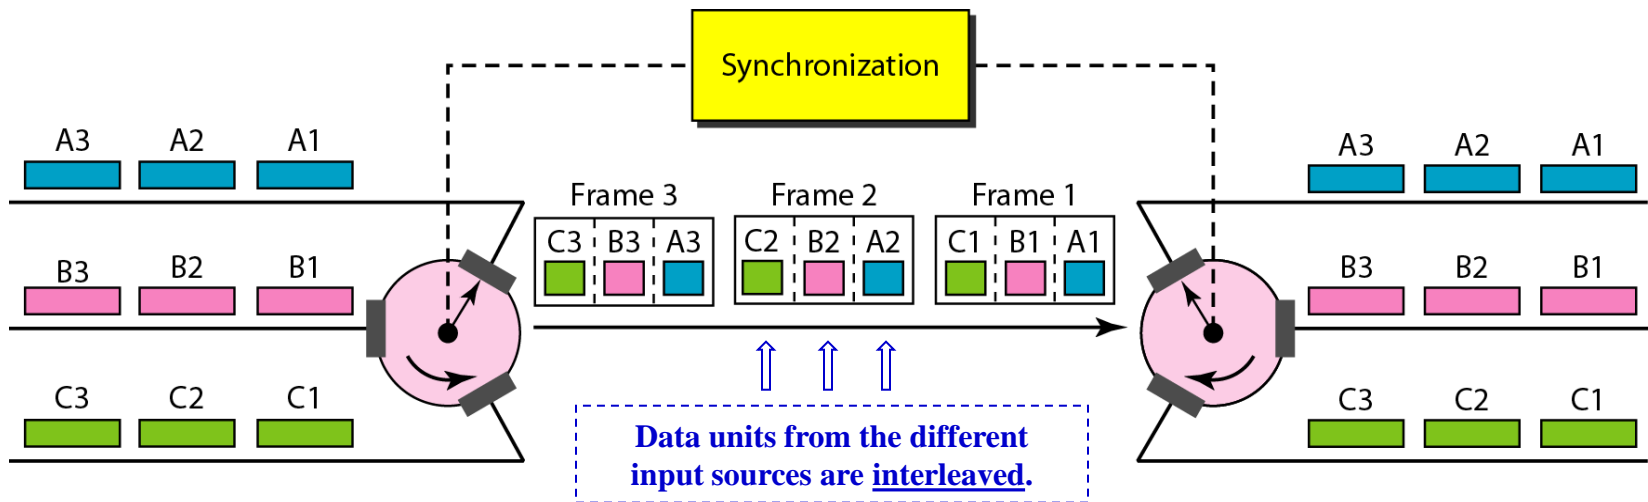 Synchronization
A3 A2 A1
A3 A2 A1
Frame 3 Frame 2 Frame 1
C3 B3 A3 C2 B2 A2 C1 B1 A1
B3 B2 B1
B3 B2 B1
C3 C2 C1
C3 C2 C1
Data units from the different
input sources are interleaved.